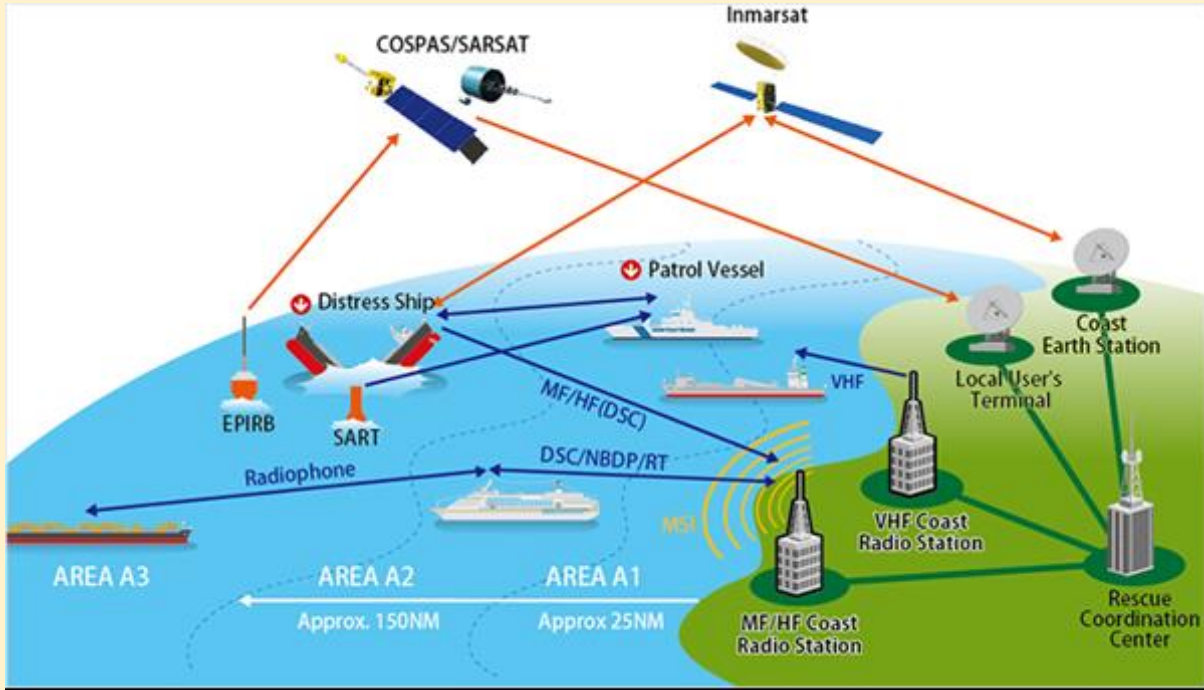 Inmarsat
COSPAS/SARSAT
Distress Ship
Patrol Vessel
Coast
Earth Station
Local User's
Terminal
VHF
EPIRB
SART
MF/HF(DSC)
Radiophone
DSC/NBDP/RT
MSI
VHF Coast
Radio Station
AREA A3
AREA A2
AREA A1
Approx. 150NM
Approx 25NM
MF/HF Coast
Radio Station
Rescue
Coordination
Center